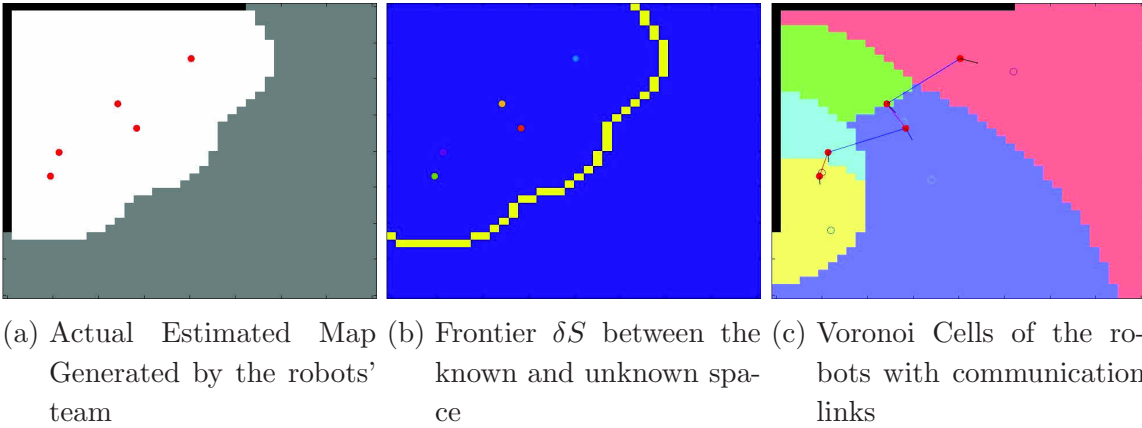 (a) Actual Estimated Map
Generated by the robots'
team
(b) Frontier δS between the
known and unknown spa-
ce
(c) Voronoi Cells of the ro-
bots with communication
links